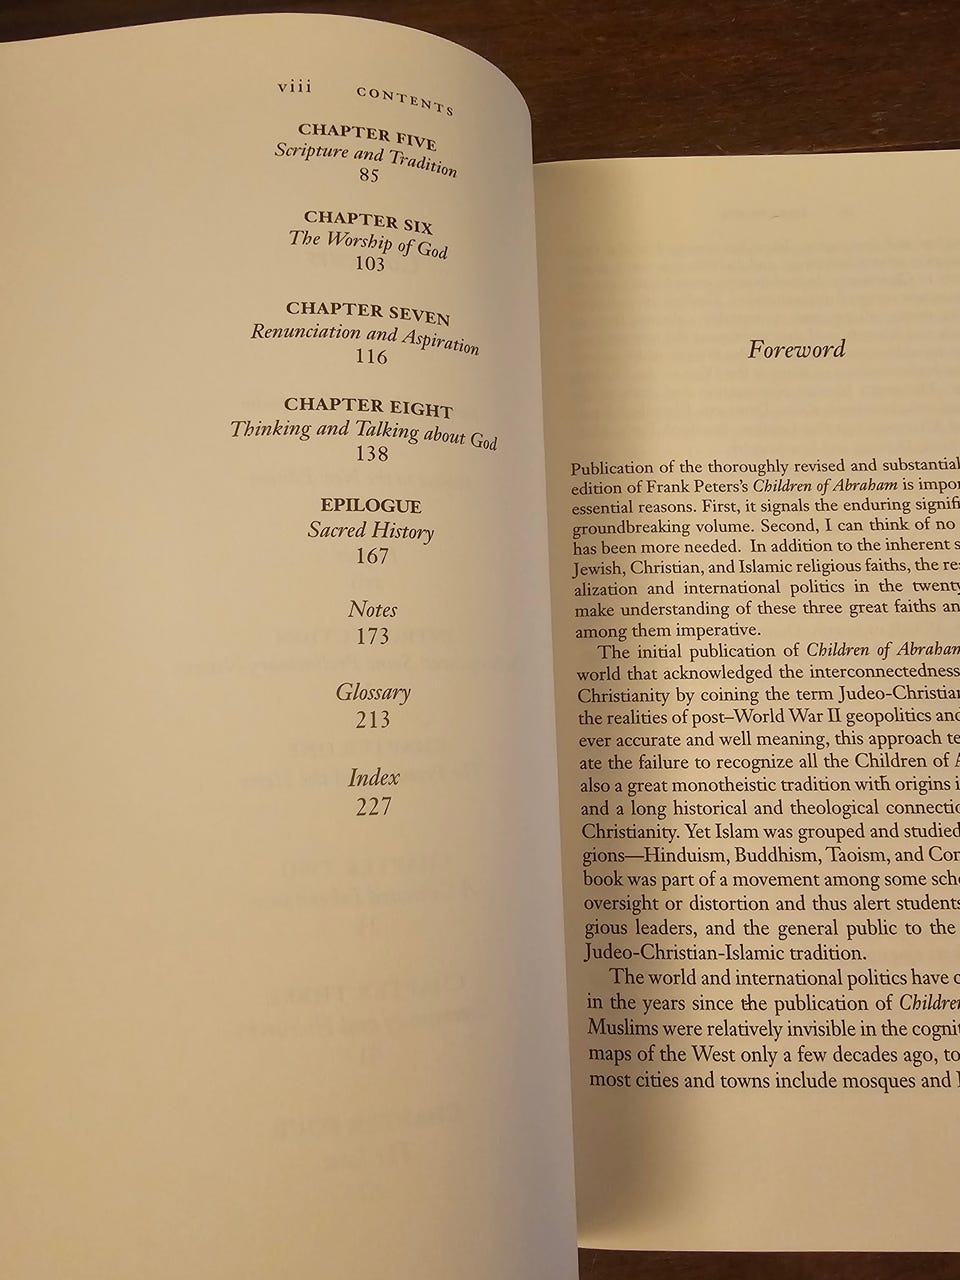 viii CONTENTS
CHAPTER FIVE
Scripture and Tradition
85
CHAPTER SIX
The Worship of God
103
CHAPTER SEVEN
Renunciation and Aspiration
116
CHAPTER EIGHT
Thinking and Talking about God
138
EPILOGUE
Sacred History
167
Notes
173
Glossary
213
Index
227
Foreword
Publication of the thoroughly revised and substantial
edition of Frank Peters's Children of Abraham is impor
essential reasons. First, it signals the enduring signifi
groundbreaking volume. Second, I can think of no
has been more needed. In addition to the inherent s
Jewish, Christian, and Islamic religious faiths, the re
alization and international politics in the twenty
make understanding of these three great faiths an
among them imperative.
The initial publication of Children of Abraham
world that acknowledged the interconnectedness
Christianity by coining the term Judeo-Christian
the realities of post–World War II geopolitics and
ever accurate and well meaning, this approach te
ate the failure to recognize all the Children of A
also a great monotheistic tradition with origins i
and a long historical and theological connectio
Christianity. Yet Islam was grouped and studied
gions—Hinduism, Buddhism, Taoism, and Con
book was part of a movement among some scho
oversight or distortion and thus alert students
gious leaders, and the general public to the
Judeo-Christian-Islamic tradition.
The world and international politics have c
in the years since the publication of Children
Muslims were relatively invisible in the cognit
maps of the West only a few decades ago, to
most cities and towns include mosques and I